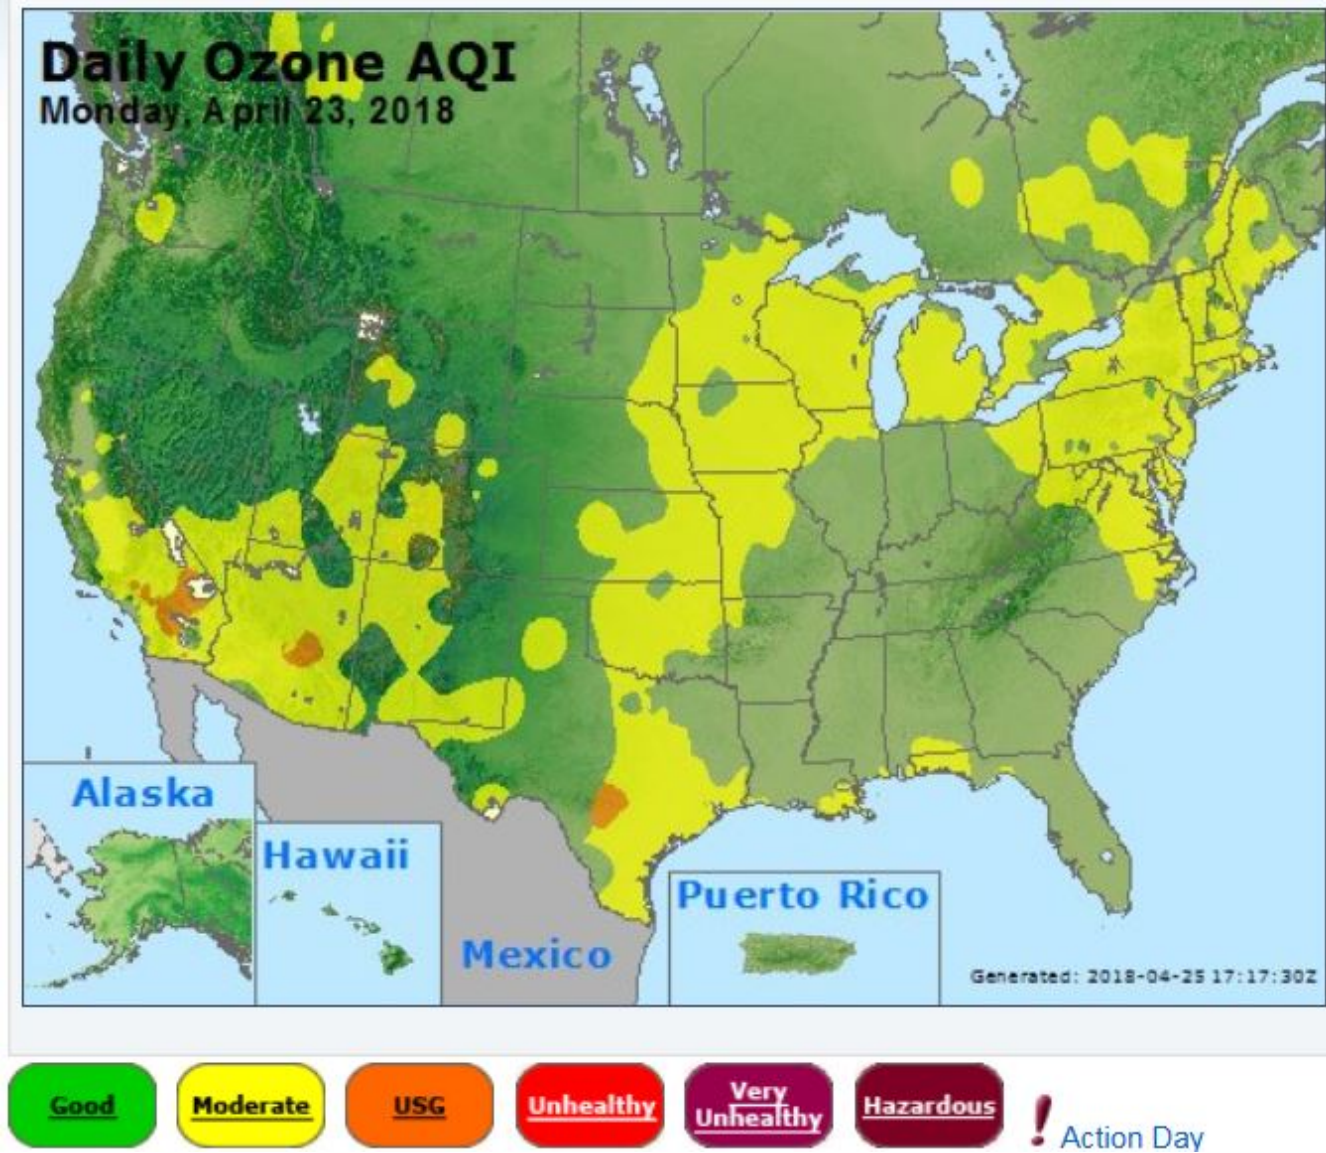 Daily Ozone AQI
Monday, April 23, 2018
Alaska
Hawaii
Mexico
Puerto Rico
Generated: 2018-04-25 17:17:30Z
Good
Moderate
USG
Unhealthy
Very
Unhealthy
Hazardous
! Action Day